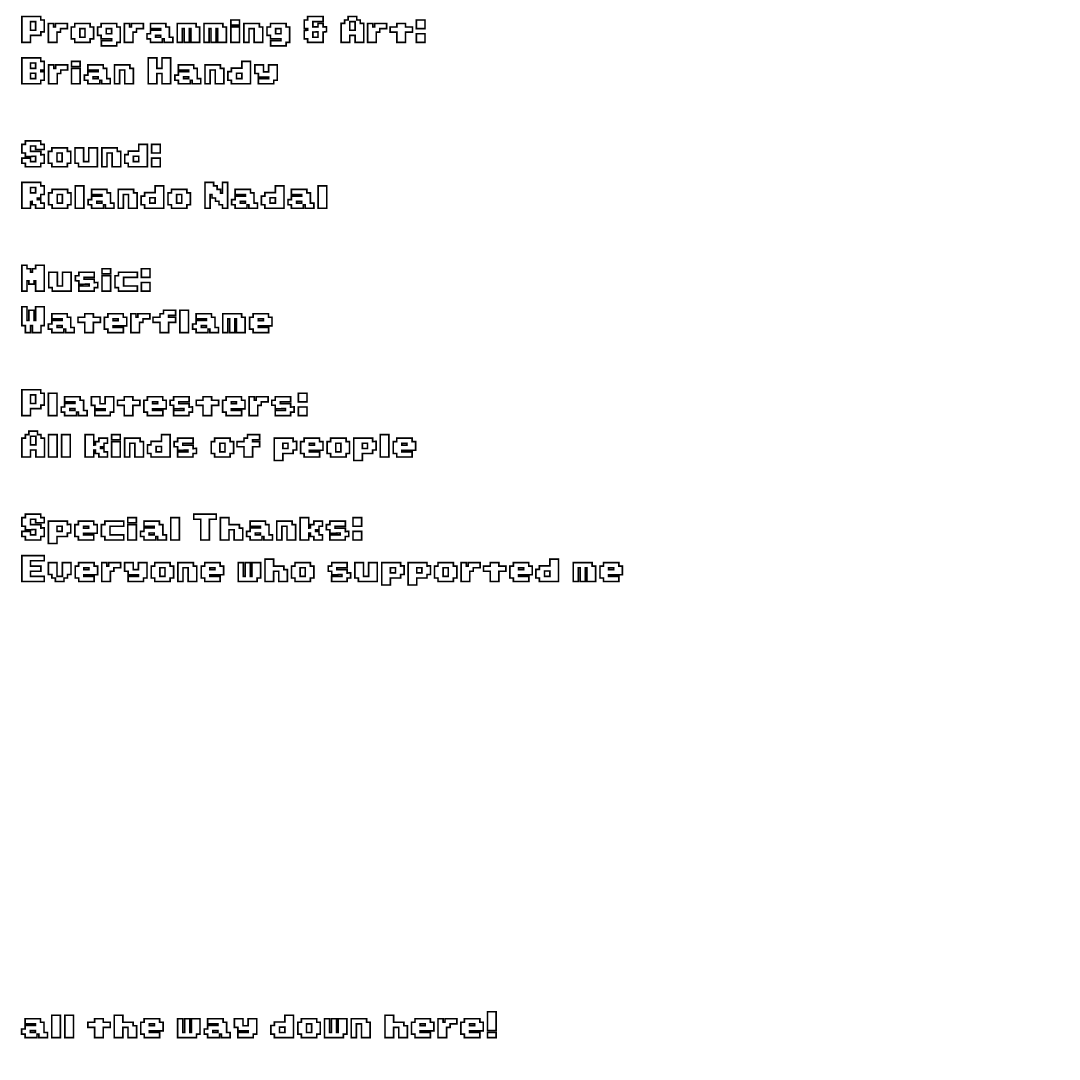 Programming & Art:
Brian Handy
Sound:
Rolando Nadal
Music:
Waterflame
Playtesters:
All kinds of people
Special Thanks:
Everyone who supported me
all the way down here!